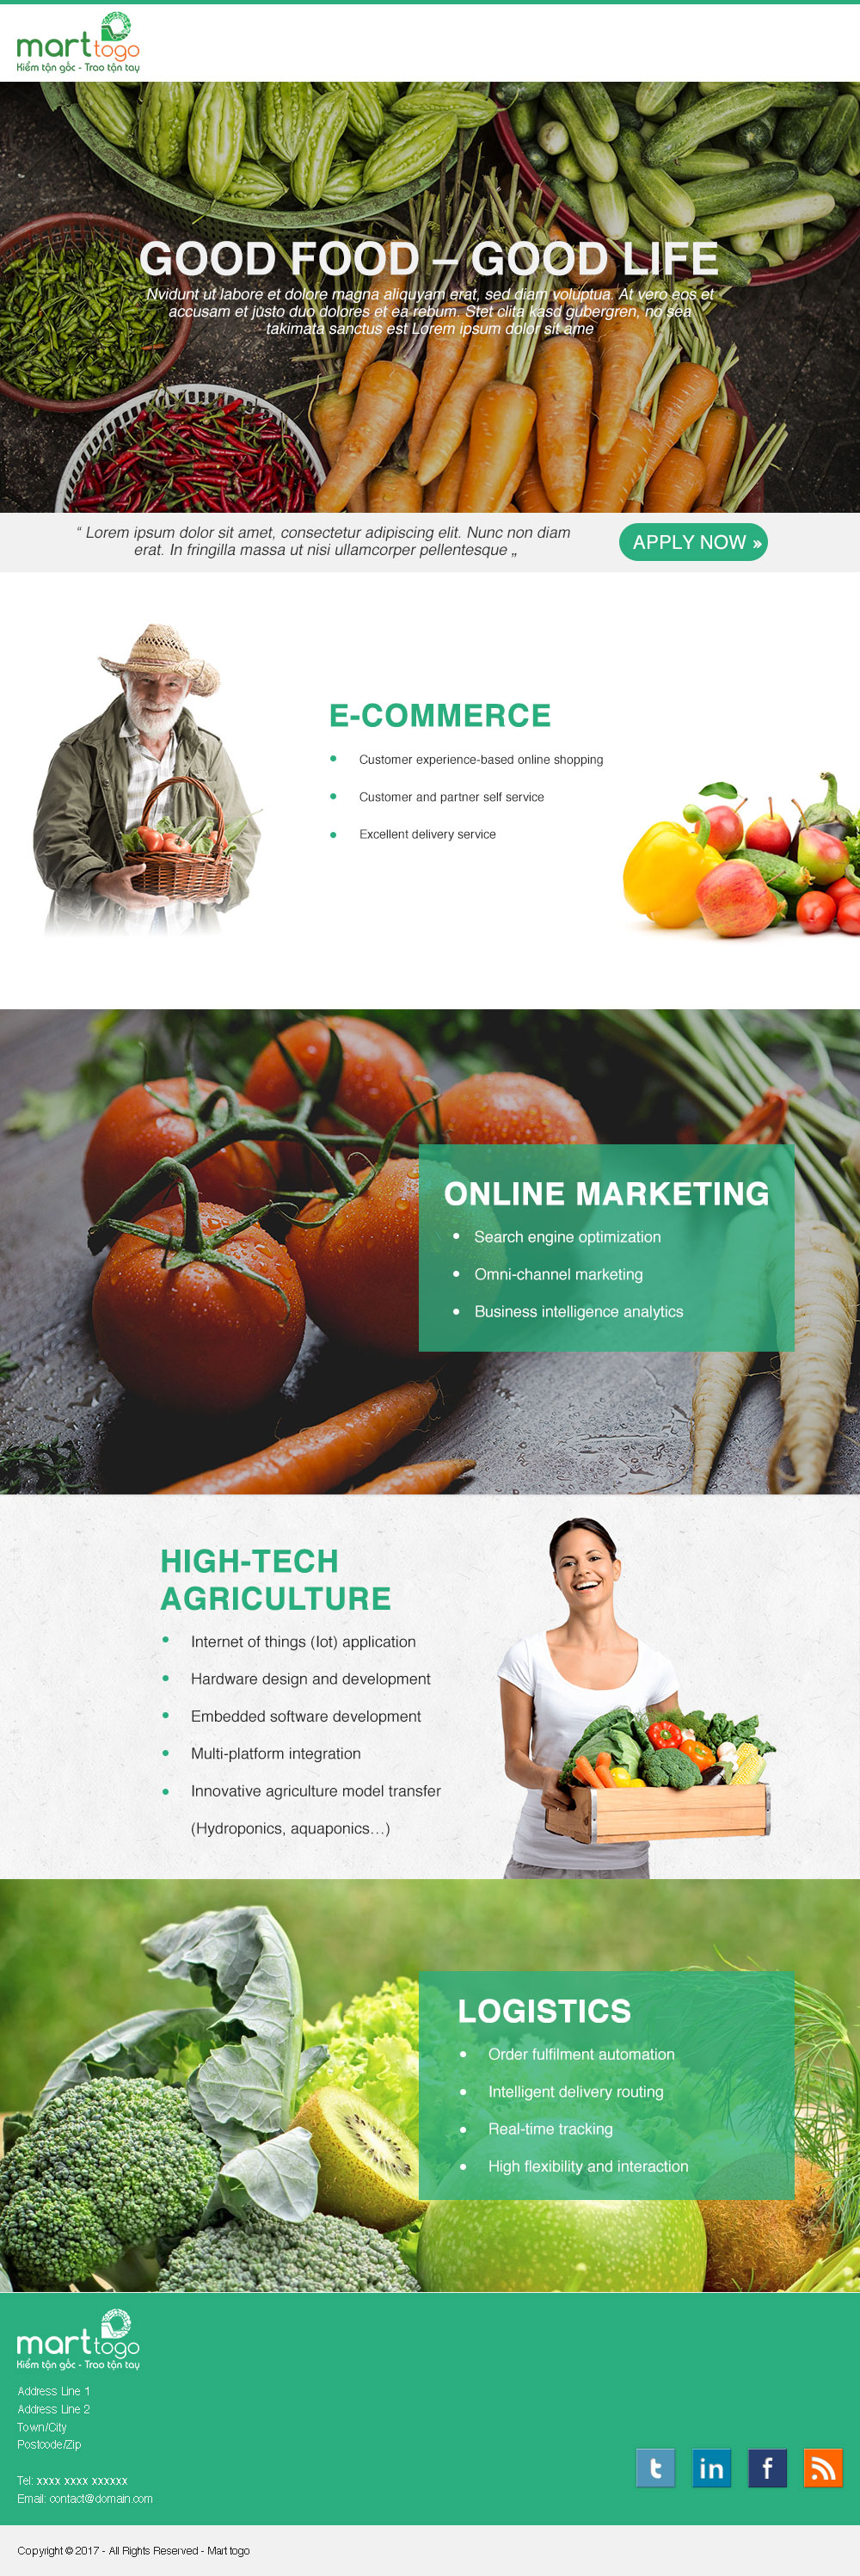 mart togo
Kiểm tận gốc - Trao tận tay
GOOD FOOD – GOOD LIFE
Nvidunt ut labore et dolore magna aliquyam erat, sed diam voluptua. At vero eos et
accusam et justo duo dolores et ea rebum. Stet clita kasd gubergren, no sea
takimata sanctus est Lorem ipsum dolor sit ame
“ Lorem ipsum dolor sit amet, consectetur adipiscing elit. Nunc non diam
erat. In fringilla massa ut nisi ullamcorper pellentesque „
APPLY NOW »
E-COMMERCE
• Customer experience-based online shopping
• Customer and partner self service
• Excellent delivery service
ONLINE MARKETING
• Search engine optimization
• Omni-channel marketing
• Business intelligence analytics
HIGH-TECH
AGRICULTURE
• Internet of things (Iot) application
• Hardware design and development
• Embedded software development
• Multi-platform integration
• Innovative agriculture model transfer
(Hydroponics, aquaponics...)
LOGISTICS
• Order fulfilment automation
• Intelligent delivery routing
• Real-time tracking
• High flexibility and interaction
mart togo
Kiểm tận gốc - Trao tận tay
Address Line 1
Address Line 2
Town/City
Postcode/Zip
Tel: xxxx xxxx xxxxxx
Email: contact@domain.com
t in f
Copyright © 2017 - All Rights Reserved - Mart togo